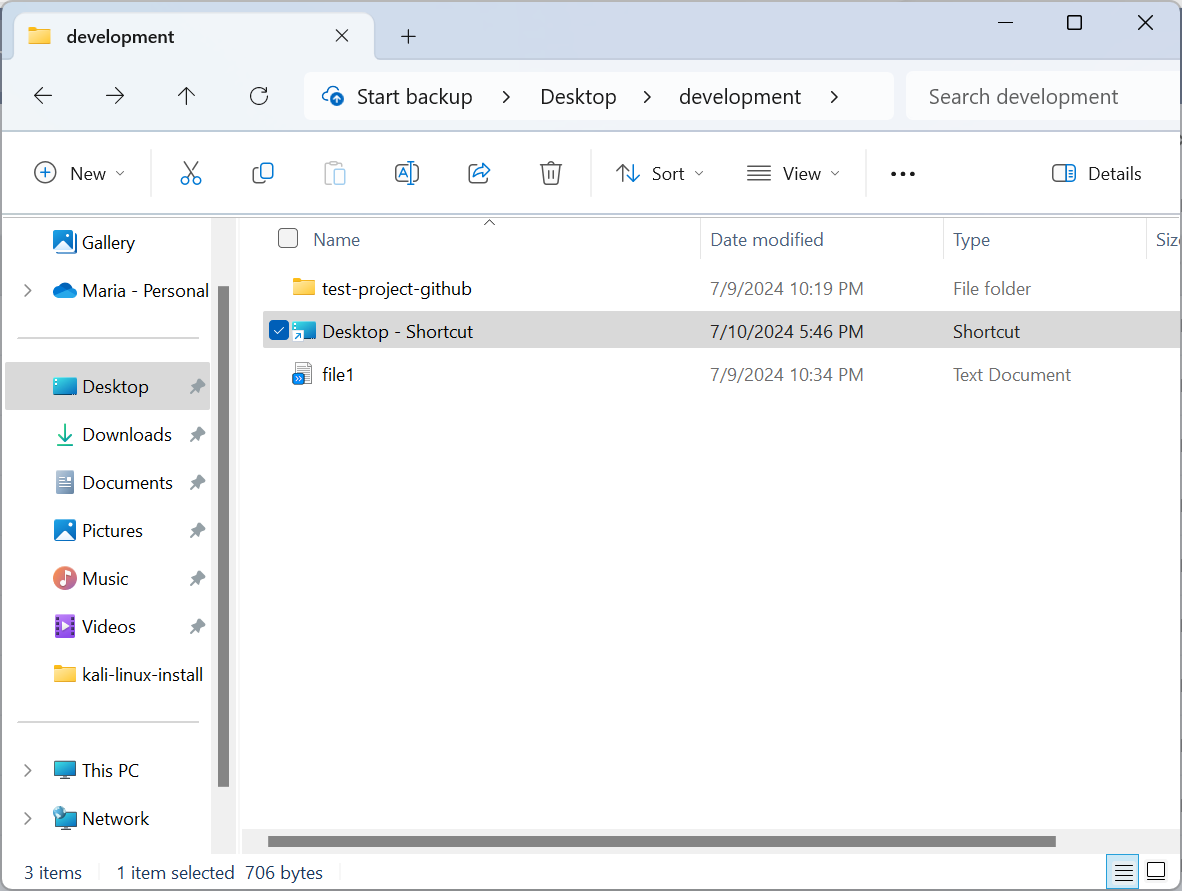 development
Start backup > Desktop > development >
Search development
New
Sort
View
Details
Gallery
Maria - Personal
Desktop
Downloads
Documents
Pictures
Music
Videos
kali-linux-install
This PC
Network
Name Date modified Type Size
test-project-github 7/9/2024 10:19 PM File folder
Desktop - Shortcut 7/10/2024 5:46 PM Shortcut
file1 7/9/2024 10:34 PM Text Document
3 items 1 item selected 706 bytes